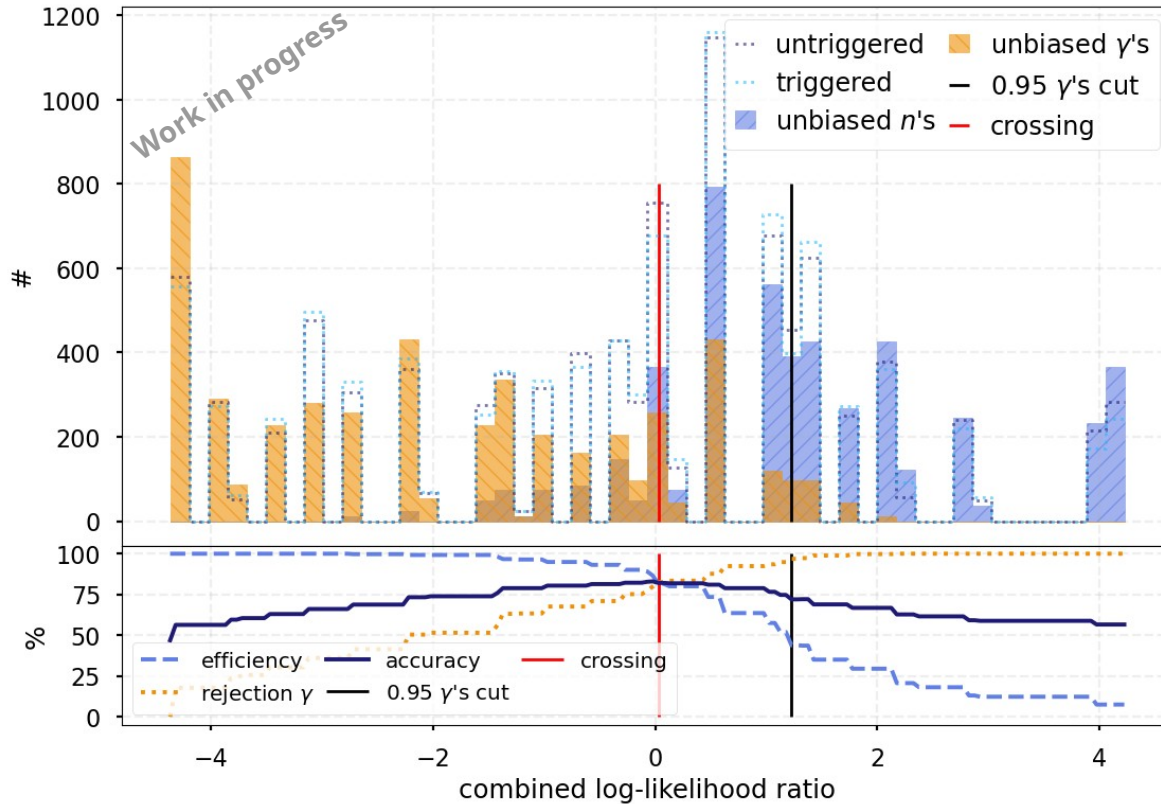 1200
1000
800
600
400
200
0
#
Work in progress
untriggered
triggered
unbiased n's
unbiased γ's
0.95 γ's cut
crossing
100
75
50
25
0
%
efficiency
rejection γ
accuracy
0.95 γ's cut
crossing
−4 −2 0 2 4
combined log-likelihood ratio